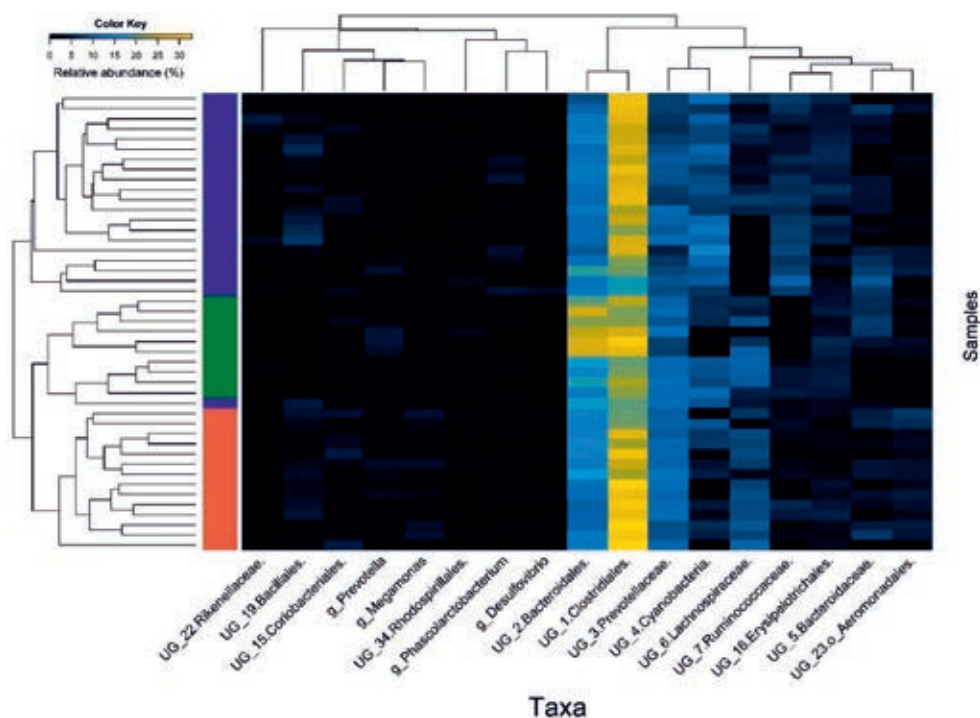 Color Key
0 5 10 15 20 25 30
Relative abundance (%)
Samples
UG_22.Rikenellaceae.
UG_19.Bacillales.
UG_15.Coriobacteriales.
g_Prevotella
g_Megamonas
UG_34.Rhodospirillales.
g_Phascolarctobacterium
g_Desulfovibrio
UG_2.Bacteroidales.
UG_1.Clostridiales.
UG_3.Prevotellaceae.
UG_4.Cyanobacteria.
UG_6.Lachnospiraceae.
UG_7.Ruminococcaceae.
UG_16.Erysipelotrichales.
UG_5.Bacteroidaceae.
UG_23.o_Aeromonadales.
Taxa